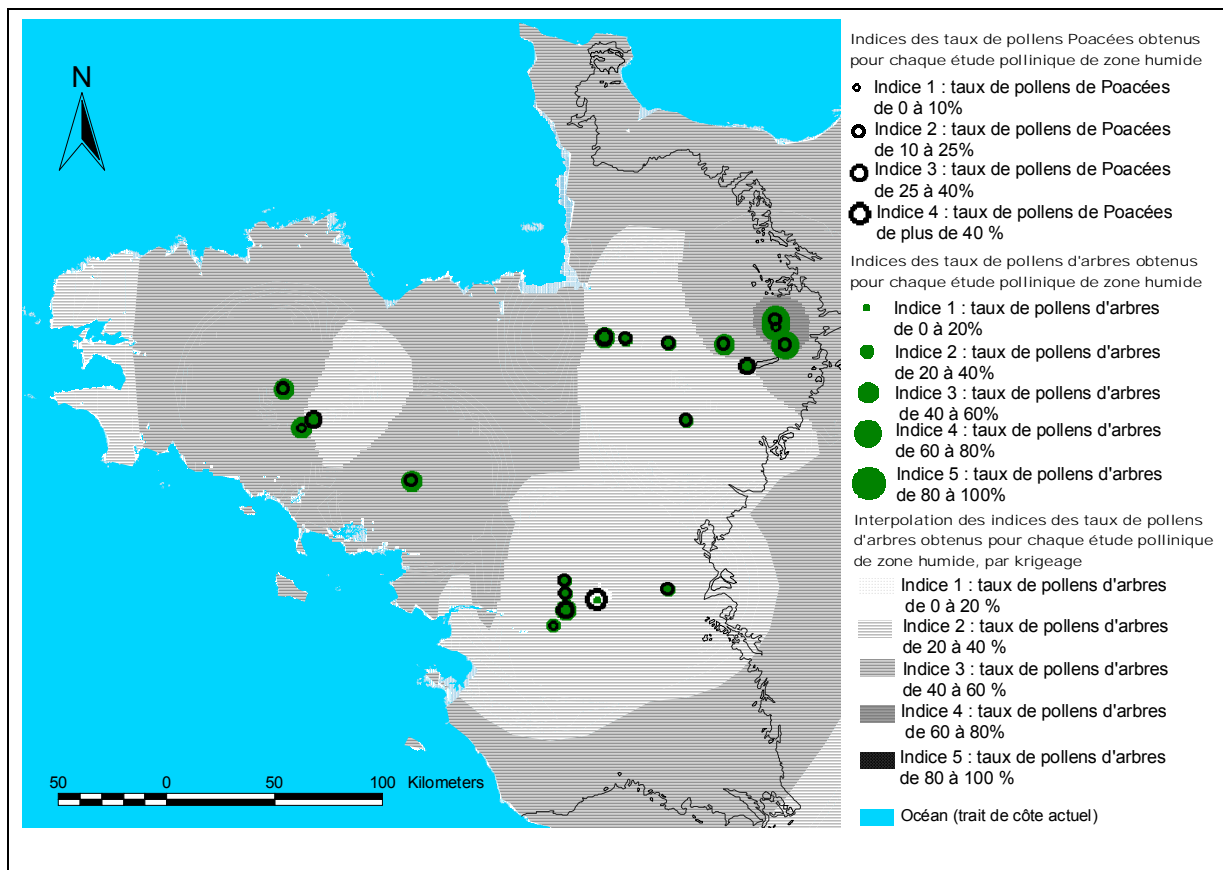 N
50 0 50 100 Kilometers
Indices des taux de pollens Poacées obtenus
pour chaque étude pollinique de zone humide
Indice 1 : taux de pollens de Poacées
de 0 à 10%
Indice 2 : taux de pollens de Poacées
de 10 à 25%
Indice 3 : taux de pollens de Poacées
de 25 à 40%
Indice 4 : taux de pollens de Poacées
de plus de 40 %
Indices des taux de pollens d'arbres obtenus
pour chaque étude pollinique de zone humide
Indice 1 : taux de pollens d'arbres
de 0 à 20%
Indice 2 : taux de pollens d'arbres
de 20 à 40%
Indice 3 : taux de pollens d'arbres
de 40 à 60%
Indice 4 : taux de pollens d'arbres
de 60 à 80%
Indice 5 : taux de pollens d'arbres
de 80 à 100%
Interpolation des indices des taux de pollens
d'arbres obtenus pour chaque étude pollinique
de zone humide, par krigeage
Indice 1 : taux de pollens d'arbres
de 0 à 20 %
Indice 2 : taux de pollens d'arbres
de 20 à 40 %
Indice 3 : taux de pollens d'arbres
de 40 à 60 %
Indice 4 : taux de pollens d'arbres
de 60 à 80%
Indice 5 : taux de pollens d'arbres
de 80 à 100 %
Océan (trait de côte actuel)